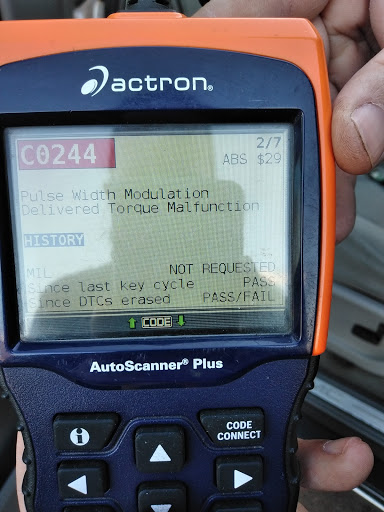 actron®
C0244 2/7
ABS $29
Pulse Width Modulation
Delivered Torque Malfunction
HISTORY
MIL NOT REQUESTED
Since last key cycle PASS
Since DTCs erased PASS/FAIL
CODE
AutoScanner® Plus
i
CODE
CONNECT